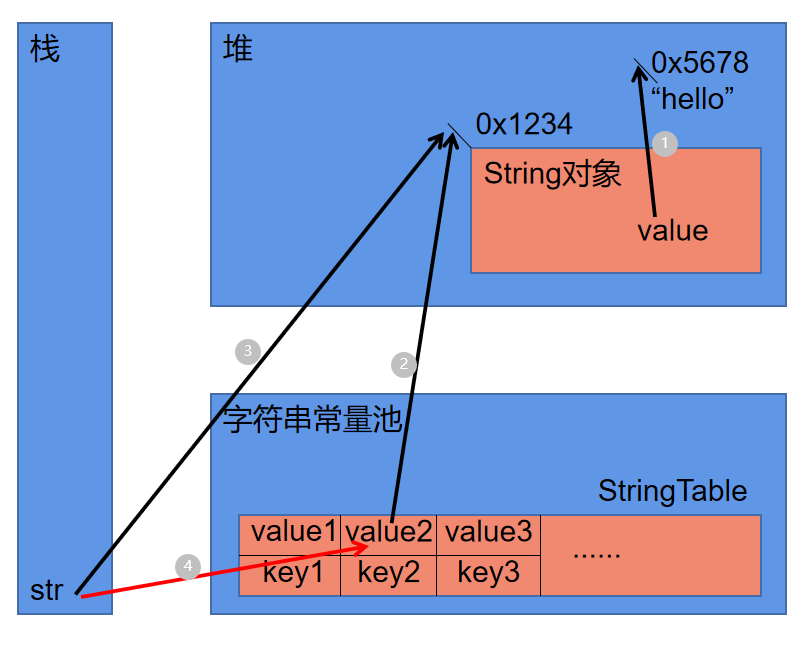 栈
堆
0x5678
“hello”
0x1234
1
String对象
value
3
2
字符串常量池
StringTable
value1 value2 value3
......
4
key1 key2 key3
str